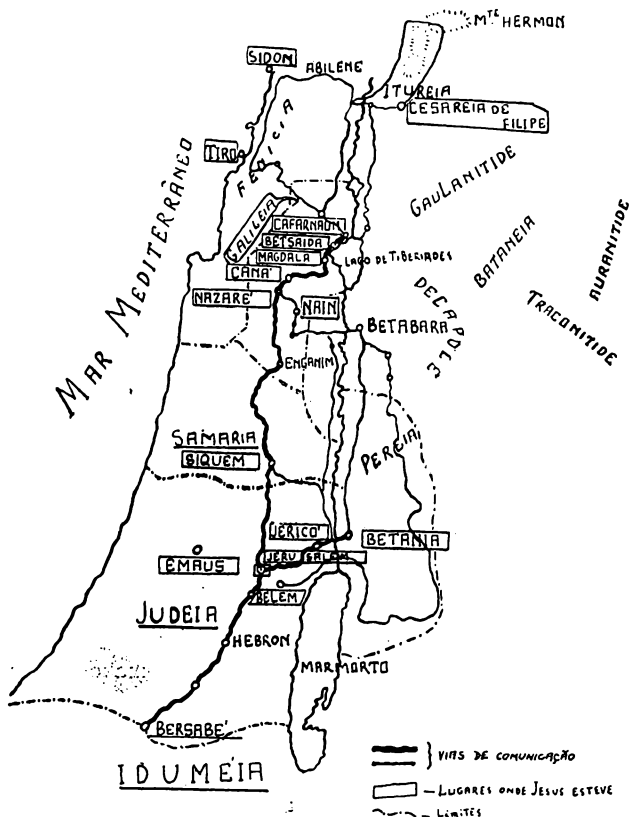 Mᵀᴱ HERMON
SIDOM
ABILENE
ITUREIA
CESAREIA DE
FILIPE
TIRO
FENICIA
MAR MEDITERRÂNEO
GAULANITIDE
GALILEIA
CAFARNAUM
BETSAIDA
MAGDALA
LAGO DE TIBERIADES
CANA'
NAZARE'
NAIN
BATANEIA
AURANITIDE
TRACONITIDE
DECAPOLE
BETABARA
ENGANIM
SAMARIA
BIQUEM
PEREIA
JERICO'
BETANIA
JERUSALEM
EMAUS
BELEM
JUDEIA
HEBRON
MAR MORTO
BERSABE'
IDUMEIA
VIAS DE COMUNICAÇÃO
- LUGARES ONDE JESUS ESTEVE
- LIMITES